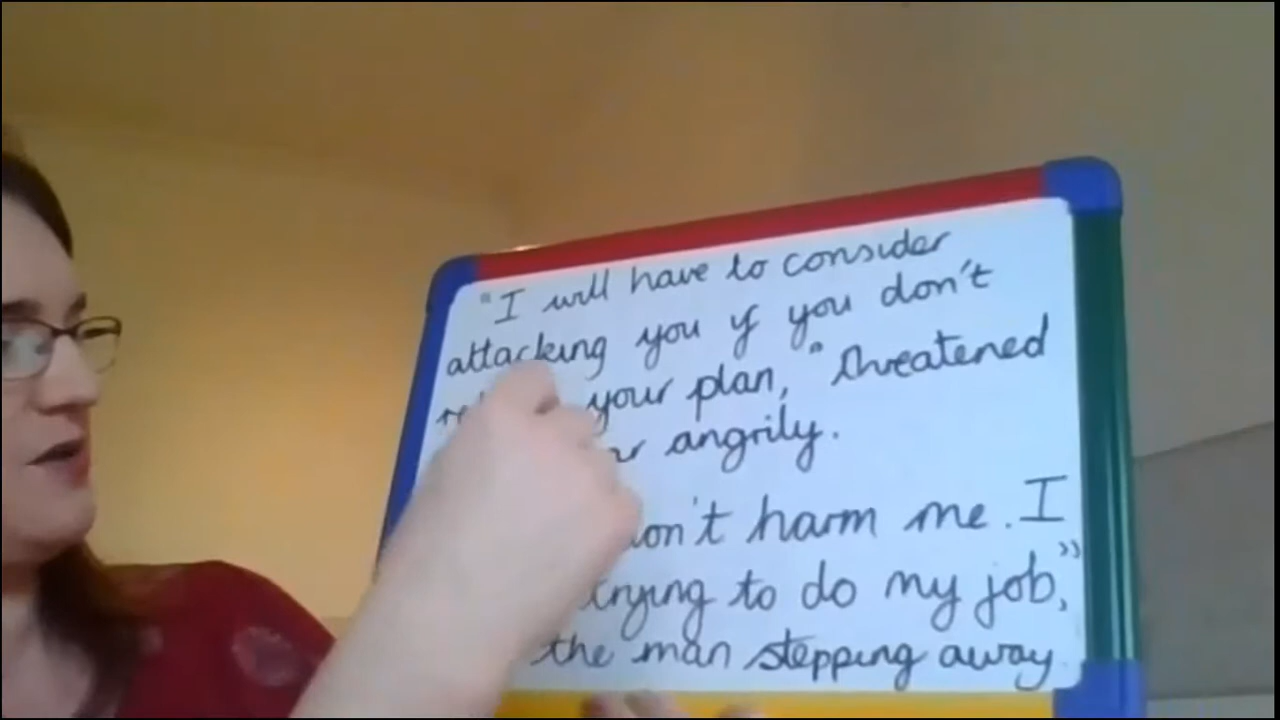 "I will have to consider
attacking you if you don't
your plan," threatened
angrily.
harm me. I
trying to do my job,"
the man stepping away.